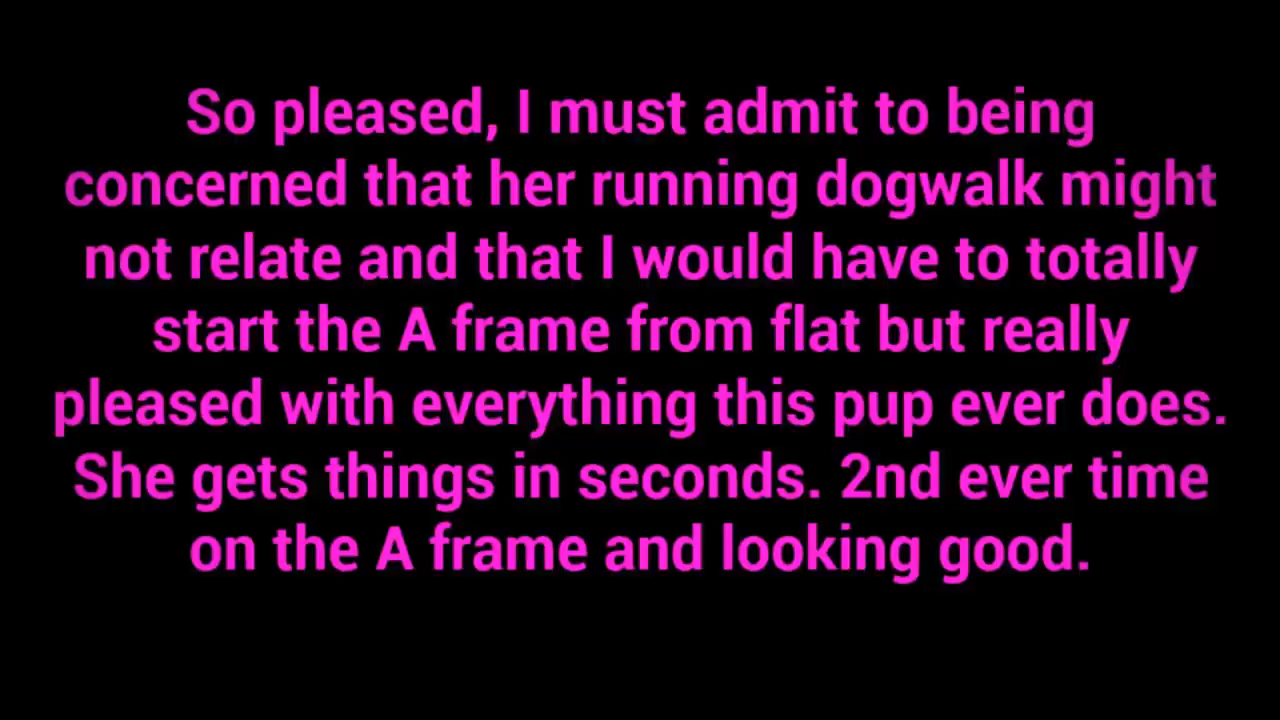 So pleased, I must admit to being
concerned that her running dogwalk might
not relate and that I would have to totally
start the A frame from flat but really
pleased with everything this pup ever does.
She gets things in seconds. 2nd ever time
on the A frame and looking good.